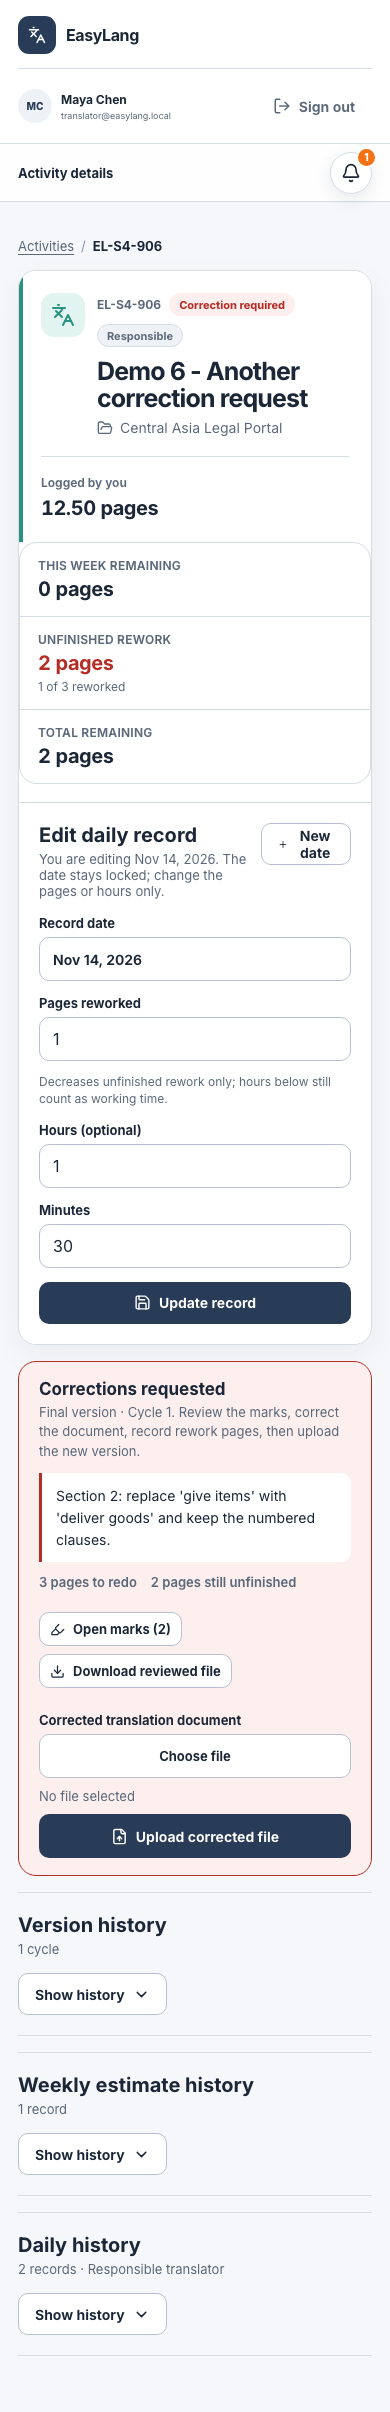 EasyLang
MC
Maya Chen
translator@easylang.local
Sign out
Activity details
1
Activities / EL-S4-906
EL-S4-906 Correction required
Responsible
Demo 6 - Another
correction request
Central Asia Legal Portal
Logged by you
12.50 pages
THIS WEEK REMAINING
0 pages
UNFINISHED REWORK
2 pages
1 of 3 reworked
TOTAL REMAINING
2 pages
Edit daily record
You are editing Nov 14, 2026. The
date stays locked; change the
pages or hours only.
+ New
date
Record date
Nov 14, 2026
Pages reworked
1
Decreases unfinished rework only; hours below still
count as working time.
Hours (optional)
1
Minutes
30
Update record
Corrections requested
Final version · Cycle 1. Review the marks, correct
the document, record rework pages, then upload
the new version.
Section 2: replace 'give items' with
'deliver goods' and keep the numbered
clauses.
3 pages to redo 2 pages still unfinished
Open marks (2)
Download reviewed file
Corrected translation document
Choose file
No file selected
Upload corrected file
Version history
1 cycle
Show history
Weekly estimate history
1 record
Show history
Daily history
2 records · Responsible translator
Show history